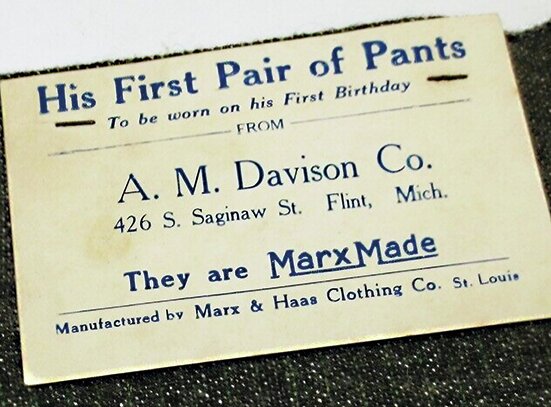 His First Pair of Pants
To be worn on his First Birthday
FROM
A. M. Davison Co.
426 S. Saginaw St. Flint, Mich.
They are MarxMade
Manufactured by Marx & Haas Clothing Co. St. Louis